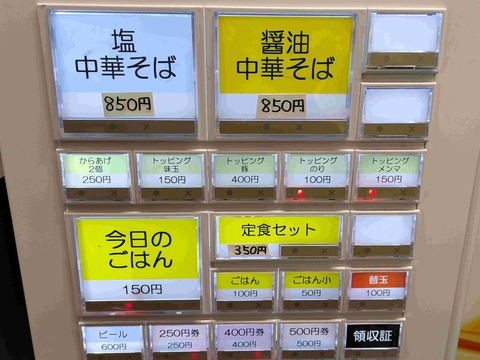 塩
中華そば
850円
醤油
中華そば
850円
からあげ
2個
250円
トッピング
味玉
150円
トッピング
豚
400円
トッピング
のり
100円
トッピング
メンマ
150円
今日の
ごはん
150円
定食セット
350円
ごはん
100円
ごはん小
50円
替玉
100円
ビール
600円
250円券
250円
400円券
400円
500円券
500円
領収証